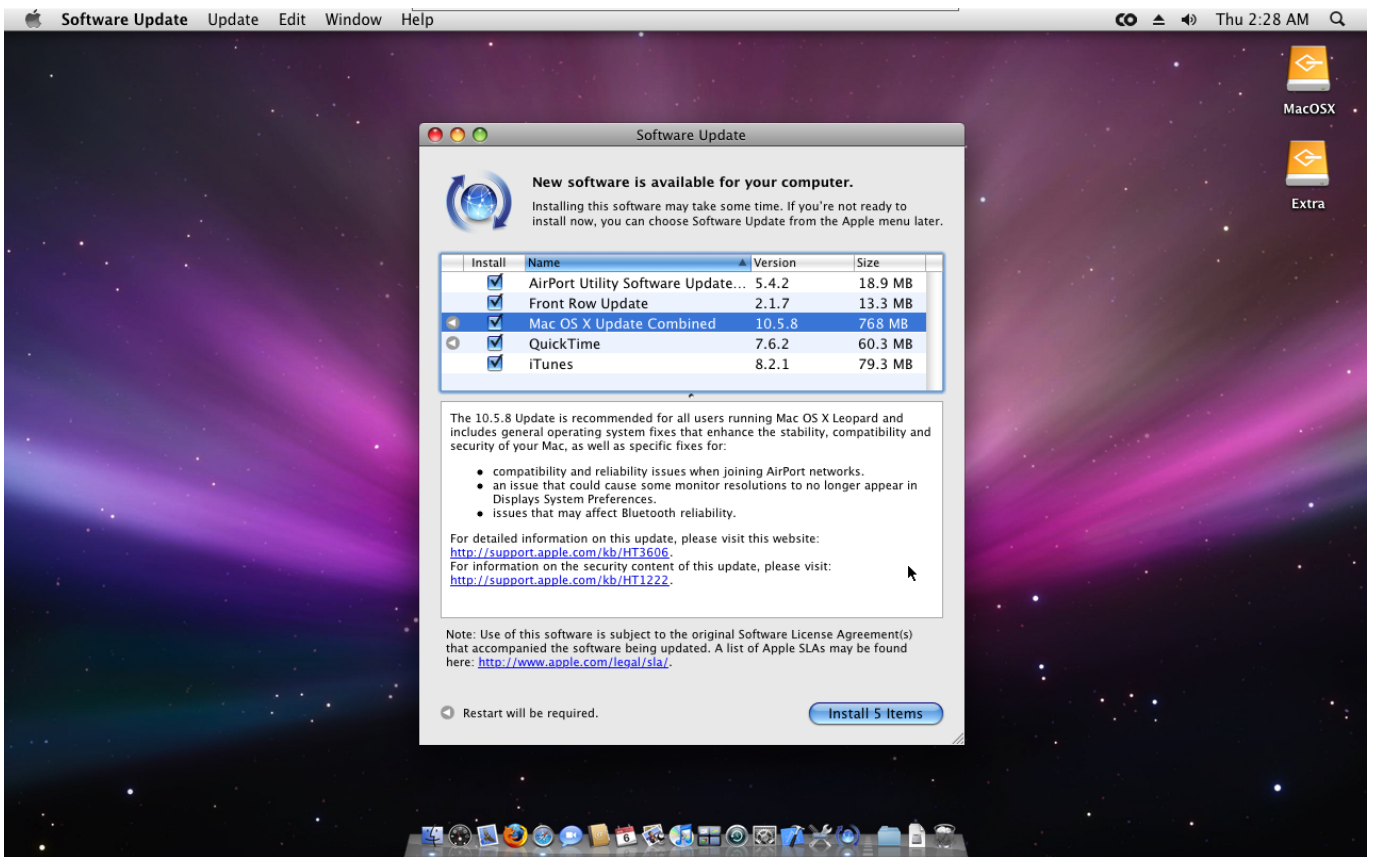 Software Update Update Edit Window Help CO Thu 2:28 AM
MacOSX
Extra
Software Update
New software is available for your computer.
Installing this software may take some time. If you're not ready to
install now, you can choose Software Update from the Apple menu later.
Install Name Version Size
AirPort Utility Software Update... 5.4.2 18.9 MB
Front Row Update 2.1.7 13.3 MB
Mac OS X Update Combined 10.5.8 768 MB
QuickTime 7.6.2 60.3 MB
iTunes 8.2.1 79.3 MB
The 10.5.8 Update is recommended for all users running Mac OS X Leopard and
includes general operating system fixes that enhance the stability, compatibility and
security of your Mac, as well as specific fixes for:
• compatibility and reliability issues when joining AirPort networks.
• an issue that could cause some monitor resolutions to no longer appear in
Displays System Preferences.
• issues that may affect Bluetooth reliability.
For detailed information on this update, please visit this website:
http://support.apple.com/kb/HT3606.
For information on the security content of this update, please visit:
http://support.apple.com/kb/HT1222.
Note: Use of this software is subject to the original Software License Agreement(s)
that accompanied the software being updated. A list of Apple SLAs may be found
here: http://www.apple.com/legal/sla/.
Restart will be required.
Install 5 Items
6